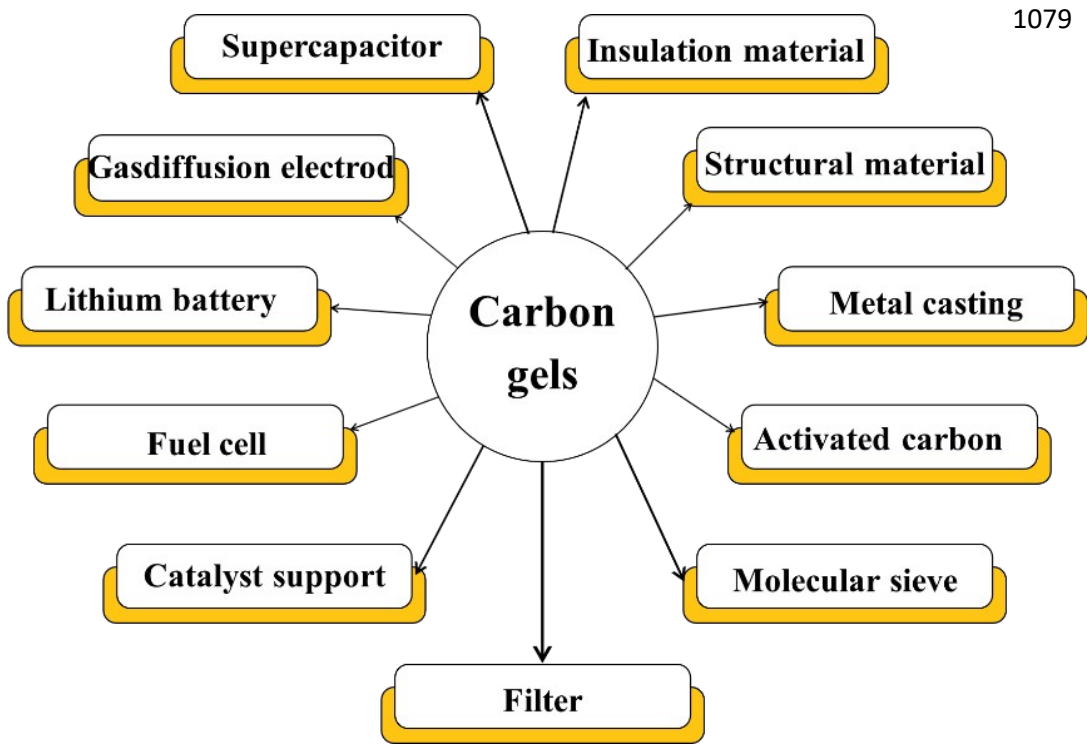 1079
Supercapacitor
Insulation material
Gasdiffusion electrod
Structural material
Lithium battery
Carbon
gels
Metal casting
Fuel cell
Activated carbon
Catalyst support
Molecular sieve
Filter